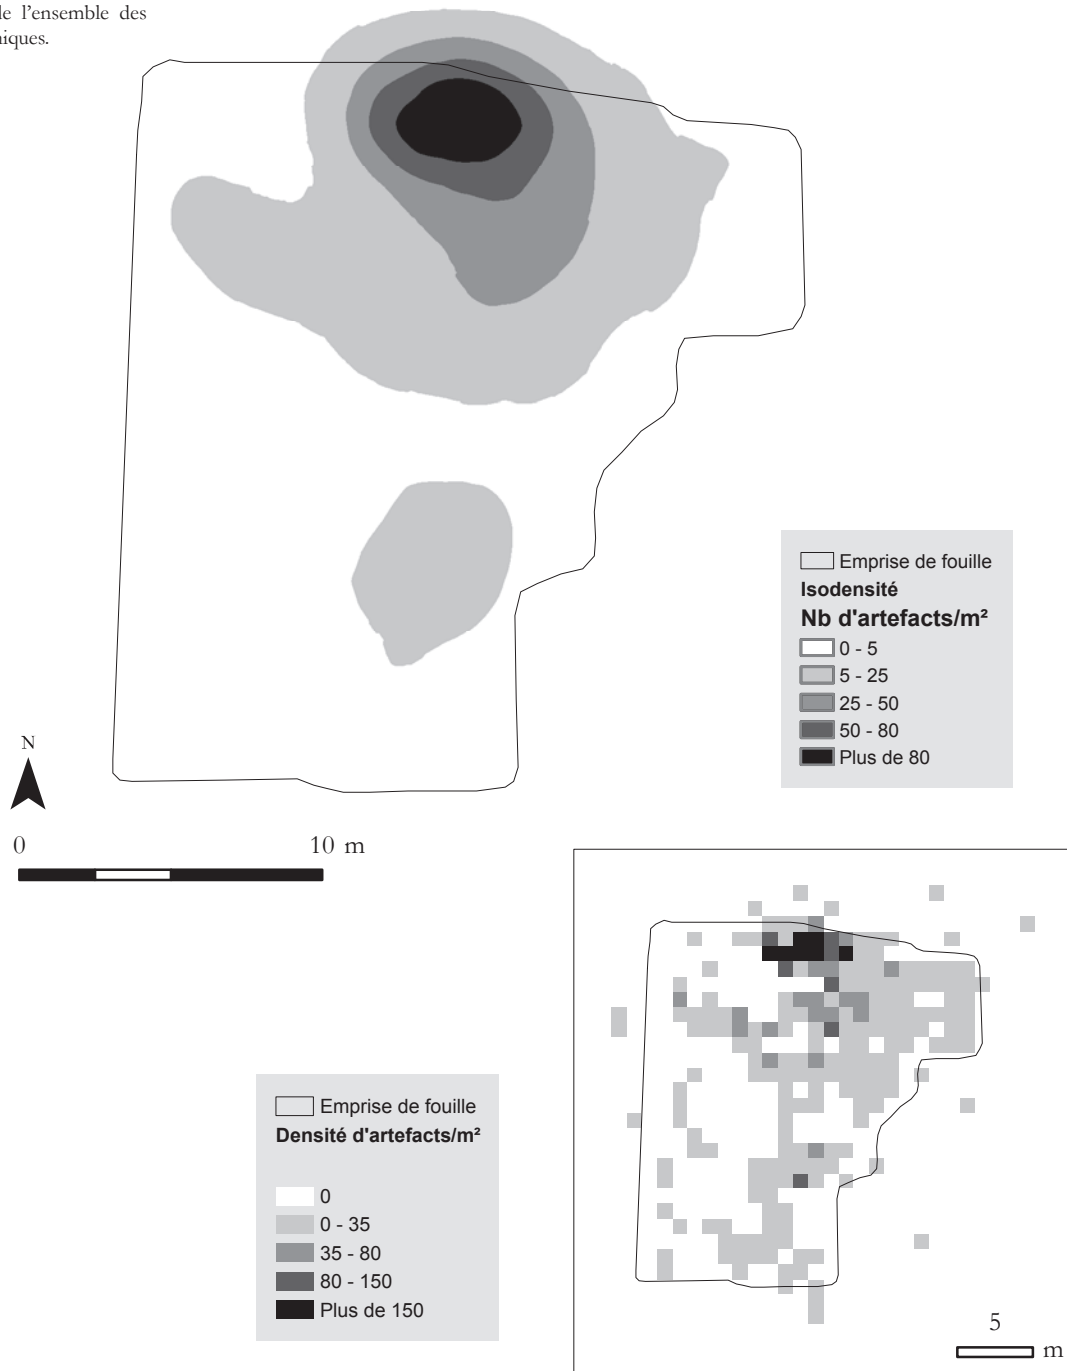 de l'ensemble des
niques.
Emprise de fouille
Isodensité
Nb d'artefacts/m²
0 - 5
5 - 25
25 - 50
50 - 80
Plus de 80
N
0 10 m
Emprise de fouille
Densité d'artefacts/m²
0
0 - 35
35 - 80
80 - 150
Plus de 150
5
m